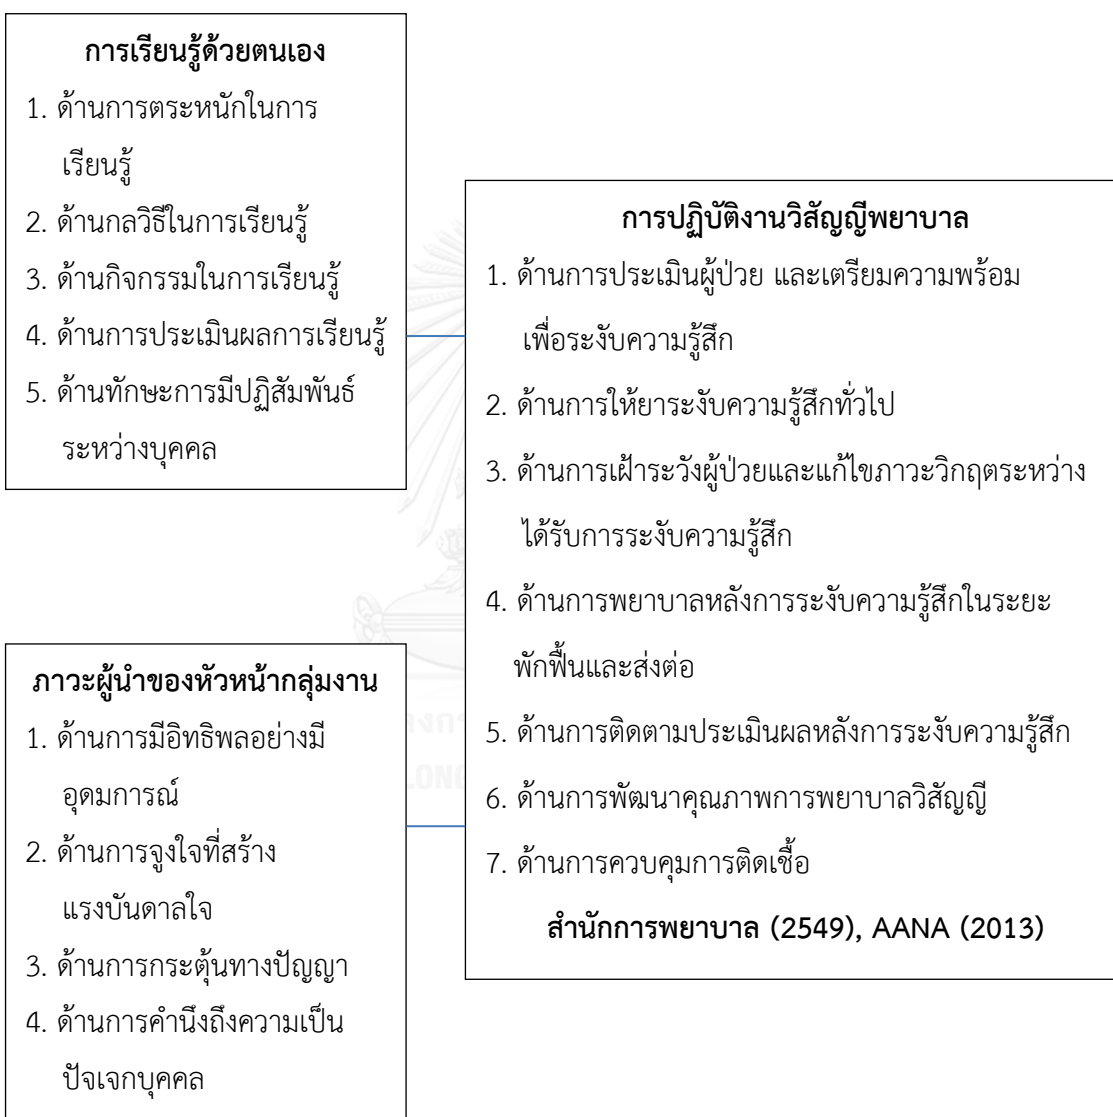 การเรียนรู้ด้วยตนเอง
1. ด้านการตระหนักในการ
เรียนรู้
2. ด้านกลวิธีในการเรียนรู้
3. ด้านกิจกรรมในการเรียนรู้
4. ด้านการประเมินผลการเรียนรู้
5. ด้านทักษะการมีปฏิสัมพันธ์
ระหว่างบุคคล
ภาวะผู้นำของหัวหน้ากลุ่มงาน
1. ด้านการมีอิทธิพลอย่างมี
อุดมการณ์
2. ด้านการจูงใจที่สร้าง
แรงบันดาลใจ
3. ด้านการกระตุ้นทางปัญญา
4. ด้านการคำนึงถึงความเป็น
ปัจเจกบุคคล
การปฏิบัติงานวิสัญญีพยาบาล
1. ด้านการประเมินผู้ป่วย และเตรียมความพร้อม
เพื่อระงับความรู้สึก
2. ด้านการให้ยาระงับความรู้สึกทั่วไป
3. ด้านการเฝ้าระวังผู้ป่วยและแก้ไขภาวะวิกฤตระหว่าง
ได้รับการระงับความรู้สึก
4. ด้านการพยาบาลหลังการระงับความรู้สึกในระยะ
พักฟื้นและส่งต่อ
5. ด้านการติดตามประเมินผลหลังการระงับความรู้สึก
6. ด้านการพัฒนาคุณภาพการพยาบาลวิสัญญี
7. ด้านการควบคุมการติดเชื้อ
สำนักการพยาบาล (2549), AANA (2013)